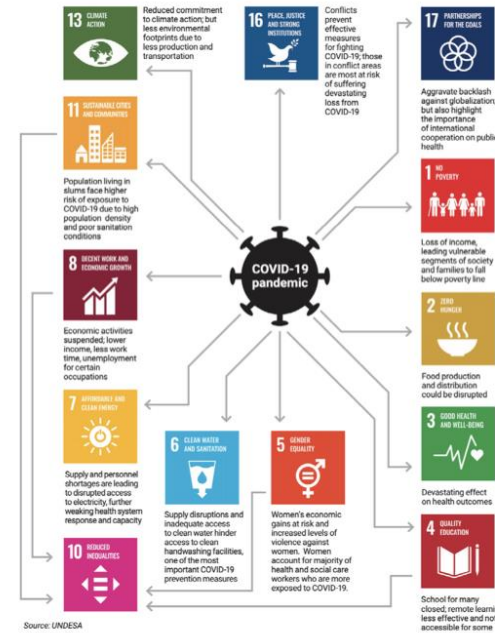 13 CLIMATE
ACTION
Reduced commitment
to climate action; but
less environmental
footprints due to
less production and
transportation
16 PEACE, JUSTICE
AND STRONG
INSTITUTIONS
Conflicts
prevent
effective
measures
for fighting
COVID-19; those
in conflict areas
are most at risk
of suffering
devastating
loss from
COVID-19
17 PARTNERSHIPS
FOR THE GOALS
Aggravate backlash
against globalization;
but also highlight
the importance
of international
cooperation on public
health
11 SUSTAINABLE CITIES
AND COMMUNITIES
Population living in
slums face higher
risk of exposure to
COVID-19 due to high
population density
and poor sanitation
conditions
1 NO
POVERTY
Loss of income,
leading vulnerable
segments of society
and families to fall
below poverty line
COVID-19
pandemic
8 DECENT WORK AND
ECONOMIC GROWTH
Economic activities
suspended; lower
income, less work
time, unemployment
for certain
occupations
2 ZERO
HUNGER
Food production
and distribution
could be disrupted
7 AFFORDABLE AND
CLEAN ENERGY
Supply and personnel
shortages are leading
to disrupted access
to electricity, further
weaking health system
response and capacity
6 CLEAN WATER
AND SANITATION
Supply disruptions and
inadequate access
to clean water hinder
access to clean
handwashing facilities,
one of the most
important COVID-19
prevention measures
5 GENDER
EQUALITY
Women's economic
gains at risk and
increased levels of
violence against
women. Women
account for majority of
health and social care
workers who are more
exposed to COVID-19.
3 GOOD HEALTH
AND WELL-BEING
Devastating effect
on health outcomes
4 QUALITY
EDUCATION
School for many
closed; remote learni
less effective and not
accessible for some
10 REDUCED
INEQUALITIES
Source: UNDESA